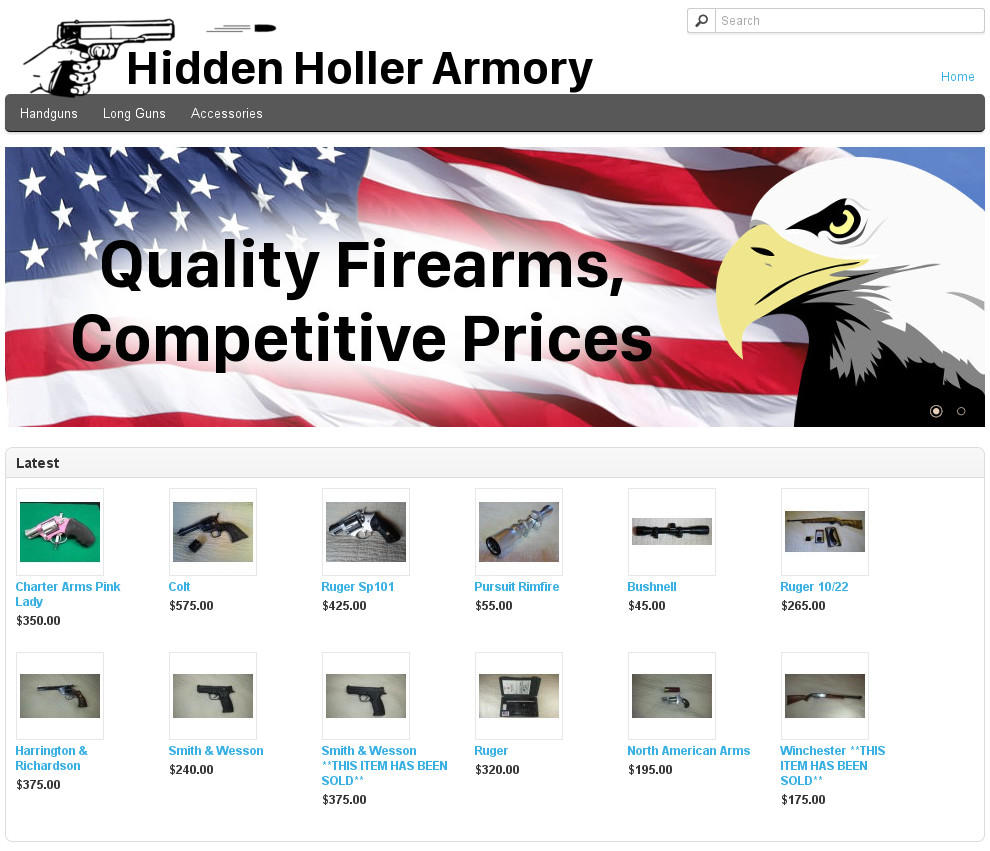 Search
Hidden Holler Armory
Home
Handguns Long Guns Accessories
Quality Firearms,
Competitive Prices
Latest
Charter Arms Pink
Lady
$350.00
Colt
$575.00
Ruger Sp101
$425.00
Pursuit Rimfire
$55.00
Bushnell
$45.00
Ruger 10/22
$265.00
Harrington &
Richardson
$375.00
Smith & Wesson
$240.00
Smith & Wesson
**THIS ITEM HAS BEEN
SOLD**
$375.00
Ruger
$320.00
North American Arms
$195.00
Winchester **THIS
ITEM HAS BEEN
SOLD**
$175.00